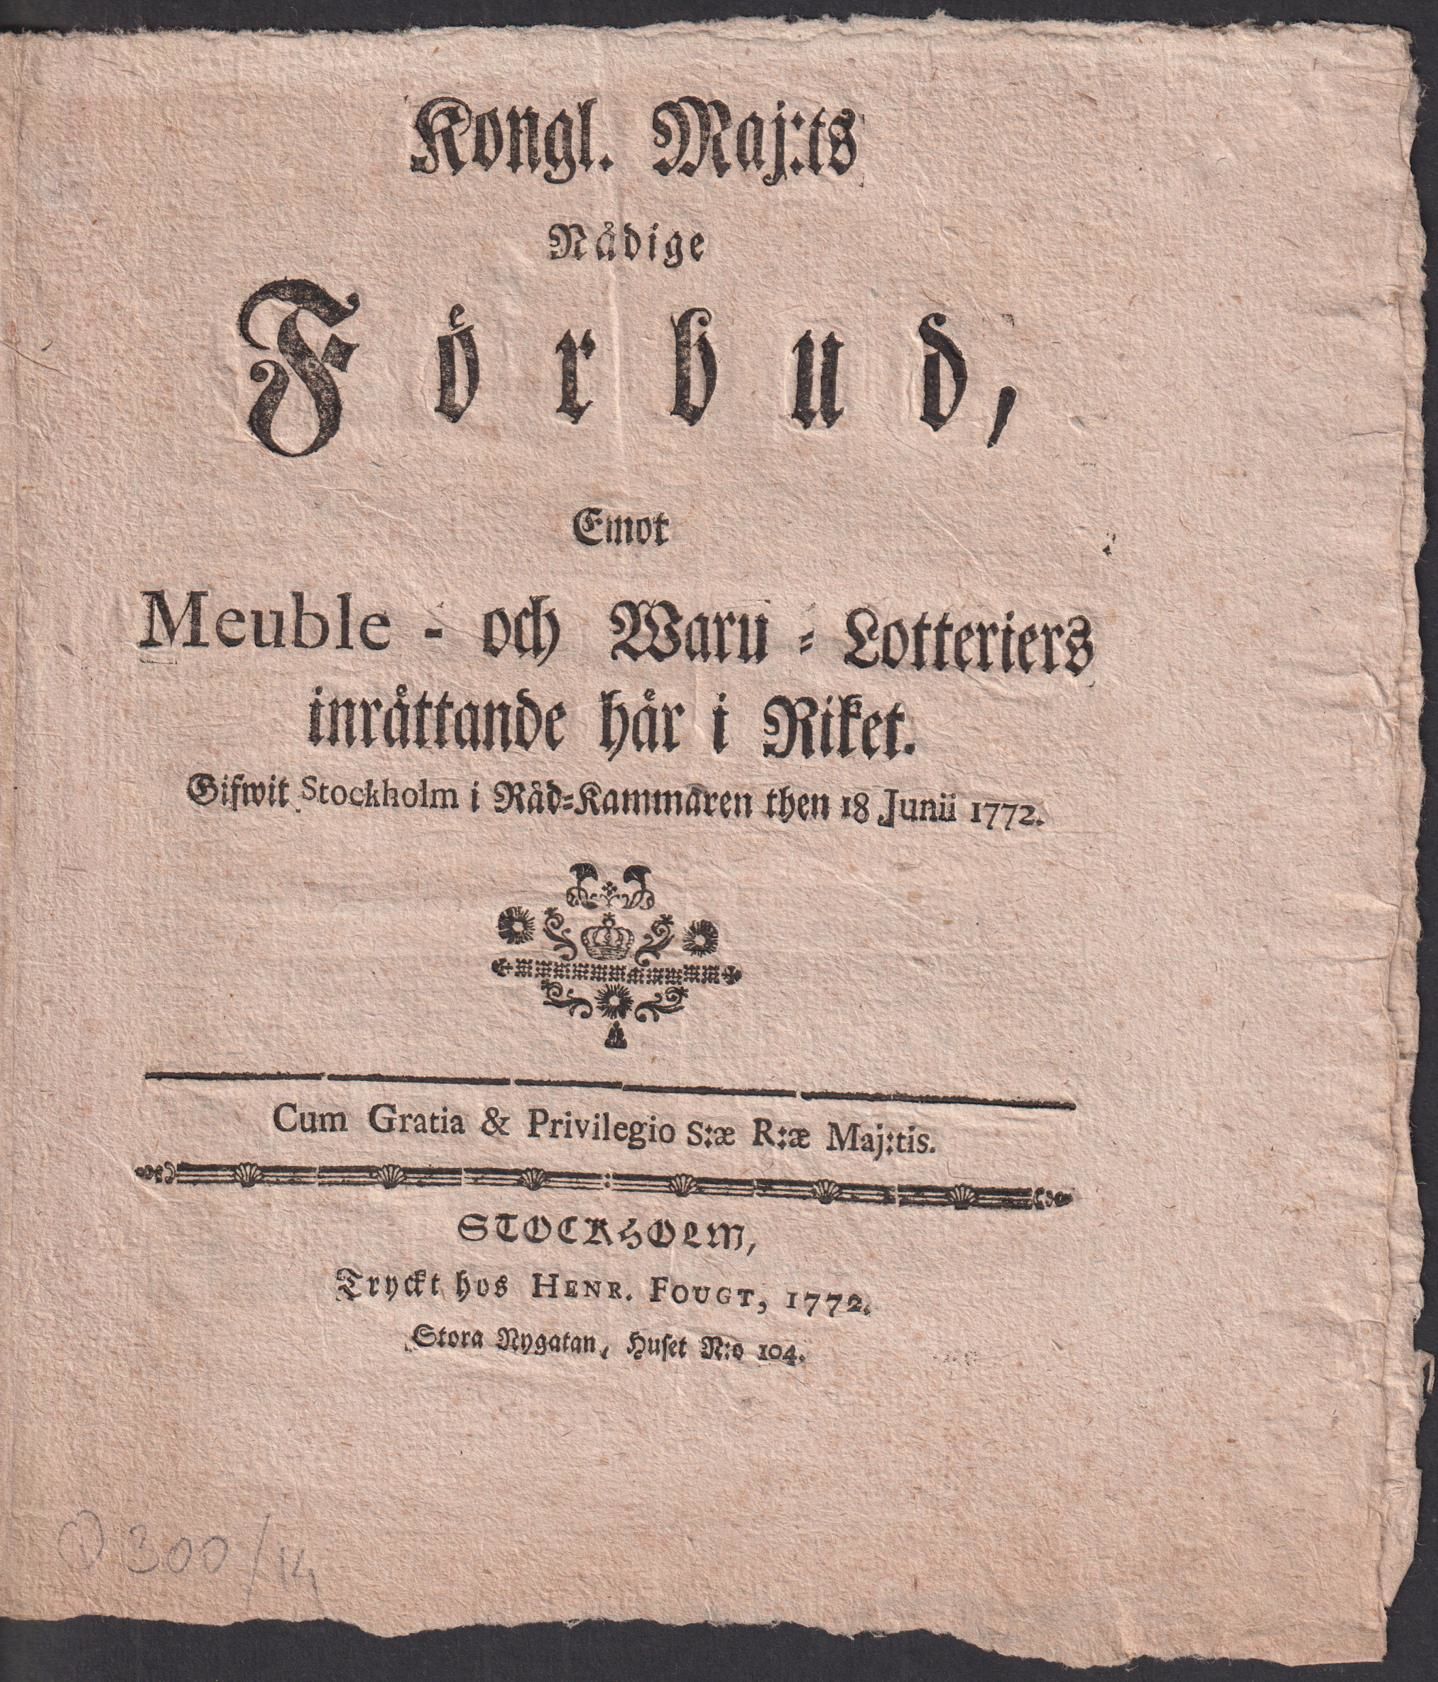 Kongl. Maj:ts
Nådige
Förbud,
Emot
Meuble - och Waru = Lotteriers
inrättande här i Riket.
Gifwit Stockholm i Råd=Kammaren then 18 Junii 1772.
Cum Gratia & Privilegio S:æ R:æ Maj:tis.
STOCKHOLM,
Tryckt hos HENR. FOUGT, 1772.
Stora Nygatan, Huset N:o 104.
300/14